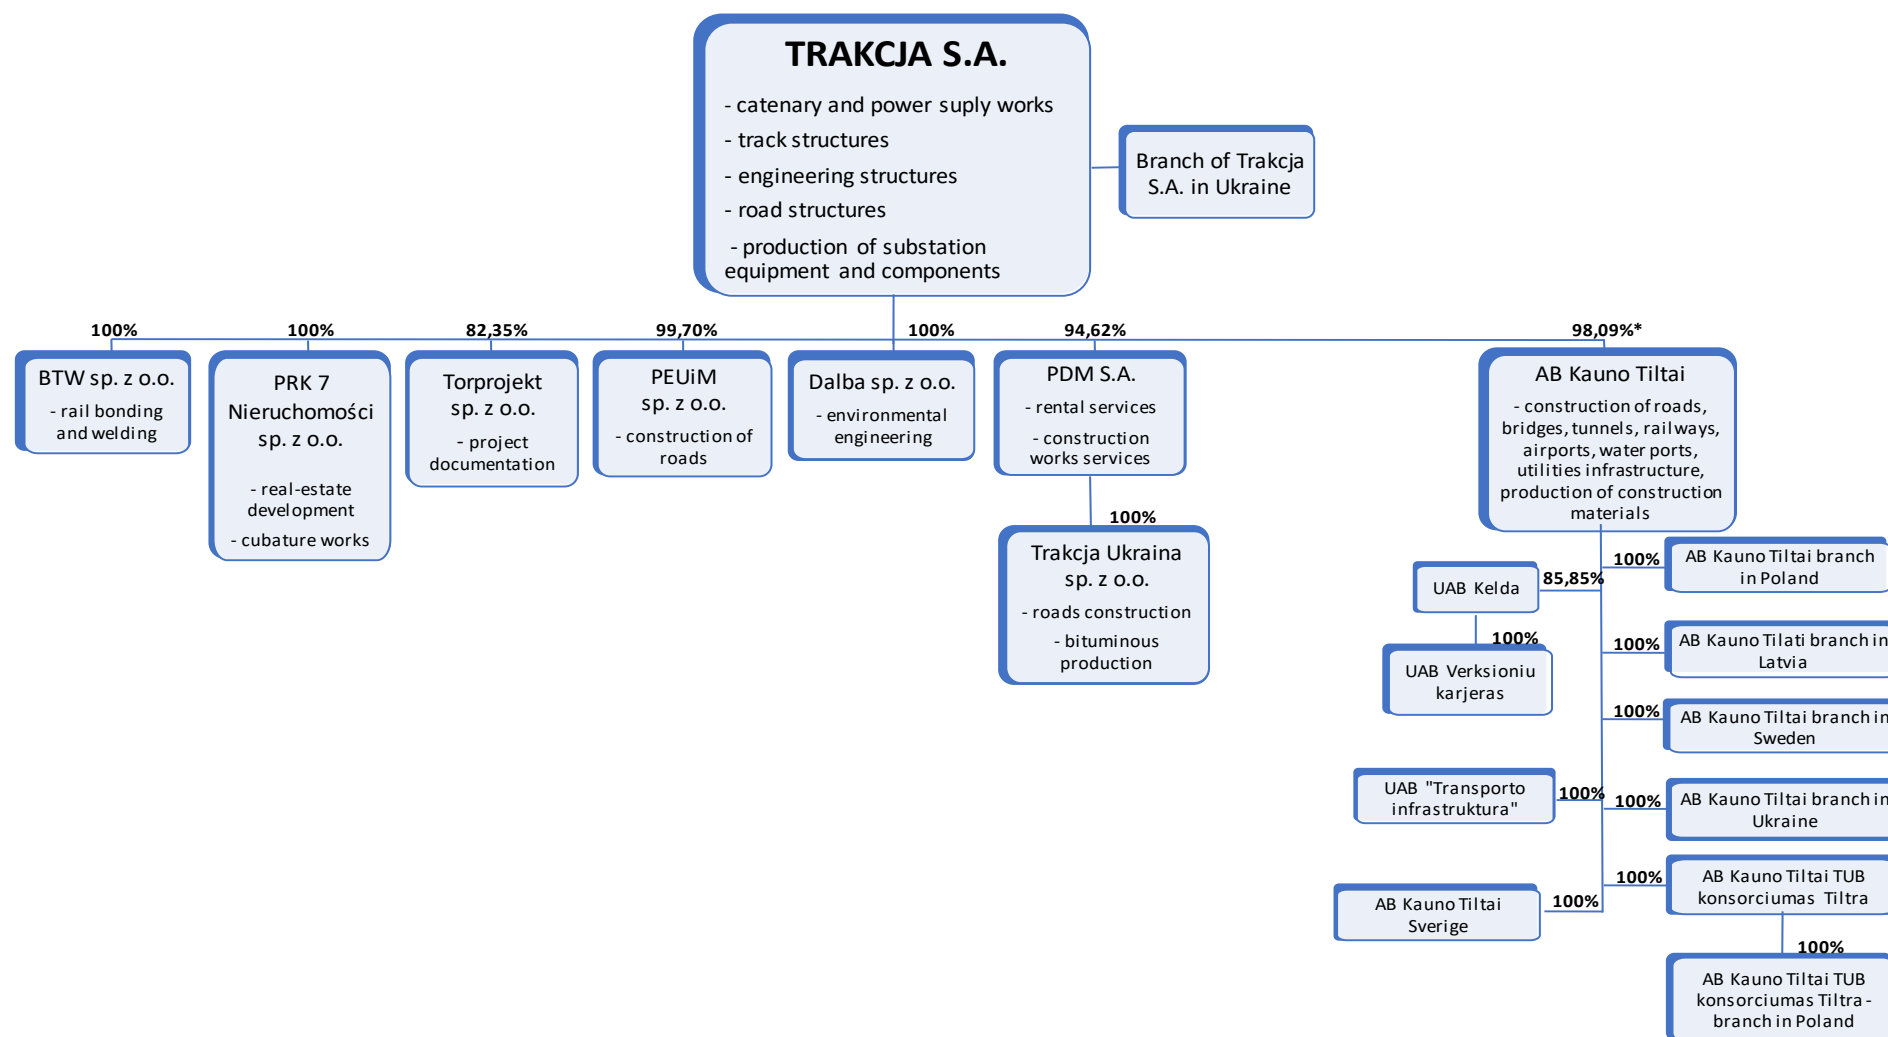 TRAKCJA S.A.
- catenary and power suply works
- track structures
- engineering structures
- road structures
- production of substation
equipment and components
Branch of Trakcja
S.A. in Ukraine
100%
BTW sp. z o.o.
- rail bonding
and welding
100%
PRK 7
Nieruchomości
sp. z o.o.
- real-estate
development
- cubature works
82,35%
Torprojekt
sp. z o.o.
- project
documentation
99,70%
PEUiM
sp. z o.o.
- construction of
roads
100%
Dalba sp. z o.o.
- environmental
engineering
94,62%
PDM S.A.
- rental services
- construction
works services
100%
Trakcja Ukraina
sp. z o.o.
- roads construction
- bituminous
production
98,09%*
AB Kauno Tiltai
- construction of roads,
bridges, tunnels, railways,
airports, water ports,
utilities infrastructure,
production of construction
materials
85,85%
UAB Kelda
100%
UAB Verksioniu
karjeras
100%
UAB "Transporto
infrastruktura"
100%
AB Kauno Tiltai
Sverige
100%
AB Kauno Tiltai branch
in Poland
100%
AB Kauno Tilati branch in
Latvia
100%
AB Kauno Tiltai branch in
Sweden
100%
AB Kauno Tiltai branch in
Ukraine
100%
AB Kauno Tiltai TUB
konsorciumas Tiltra
100%
AB Kauno Tiltai TUB
konsorciumas Tiltra -
branch in Poland